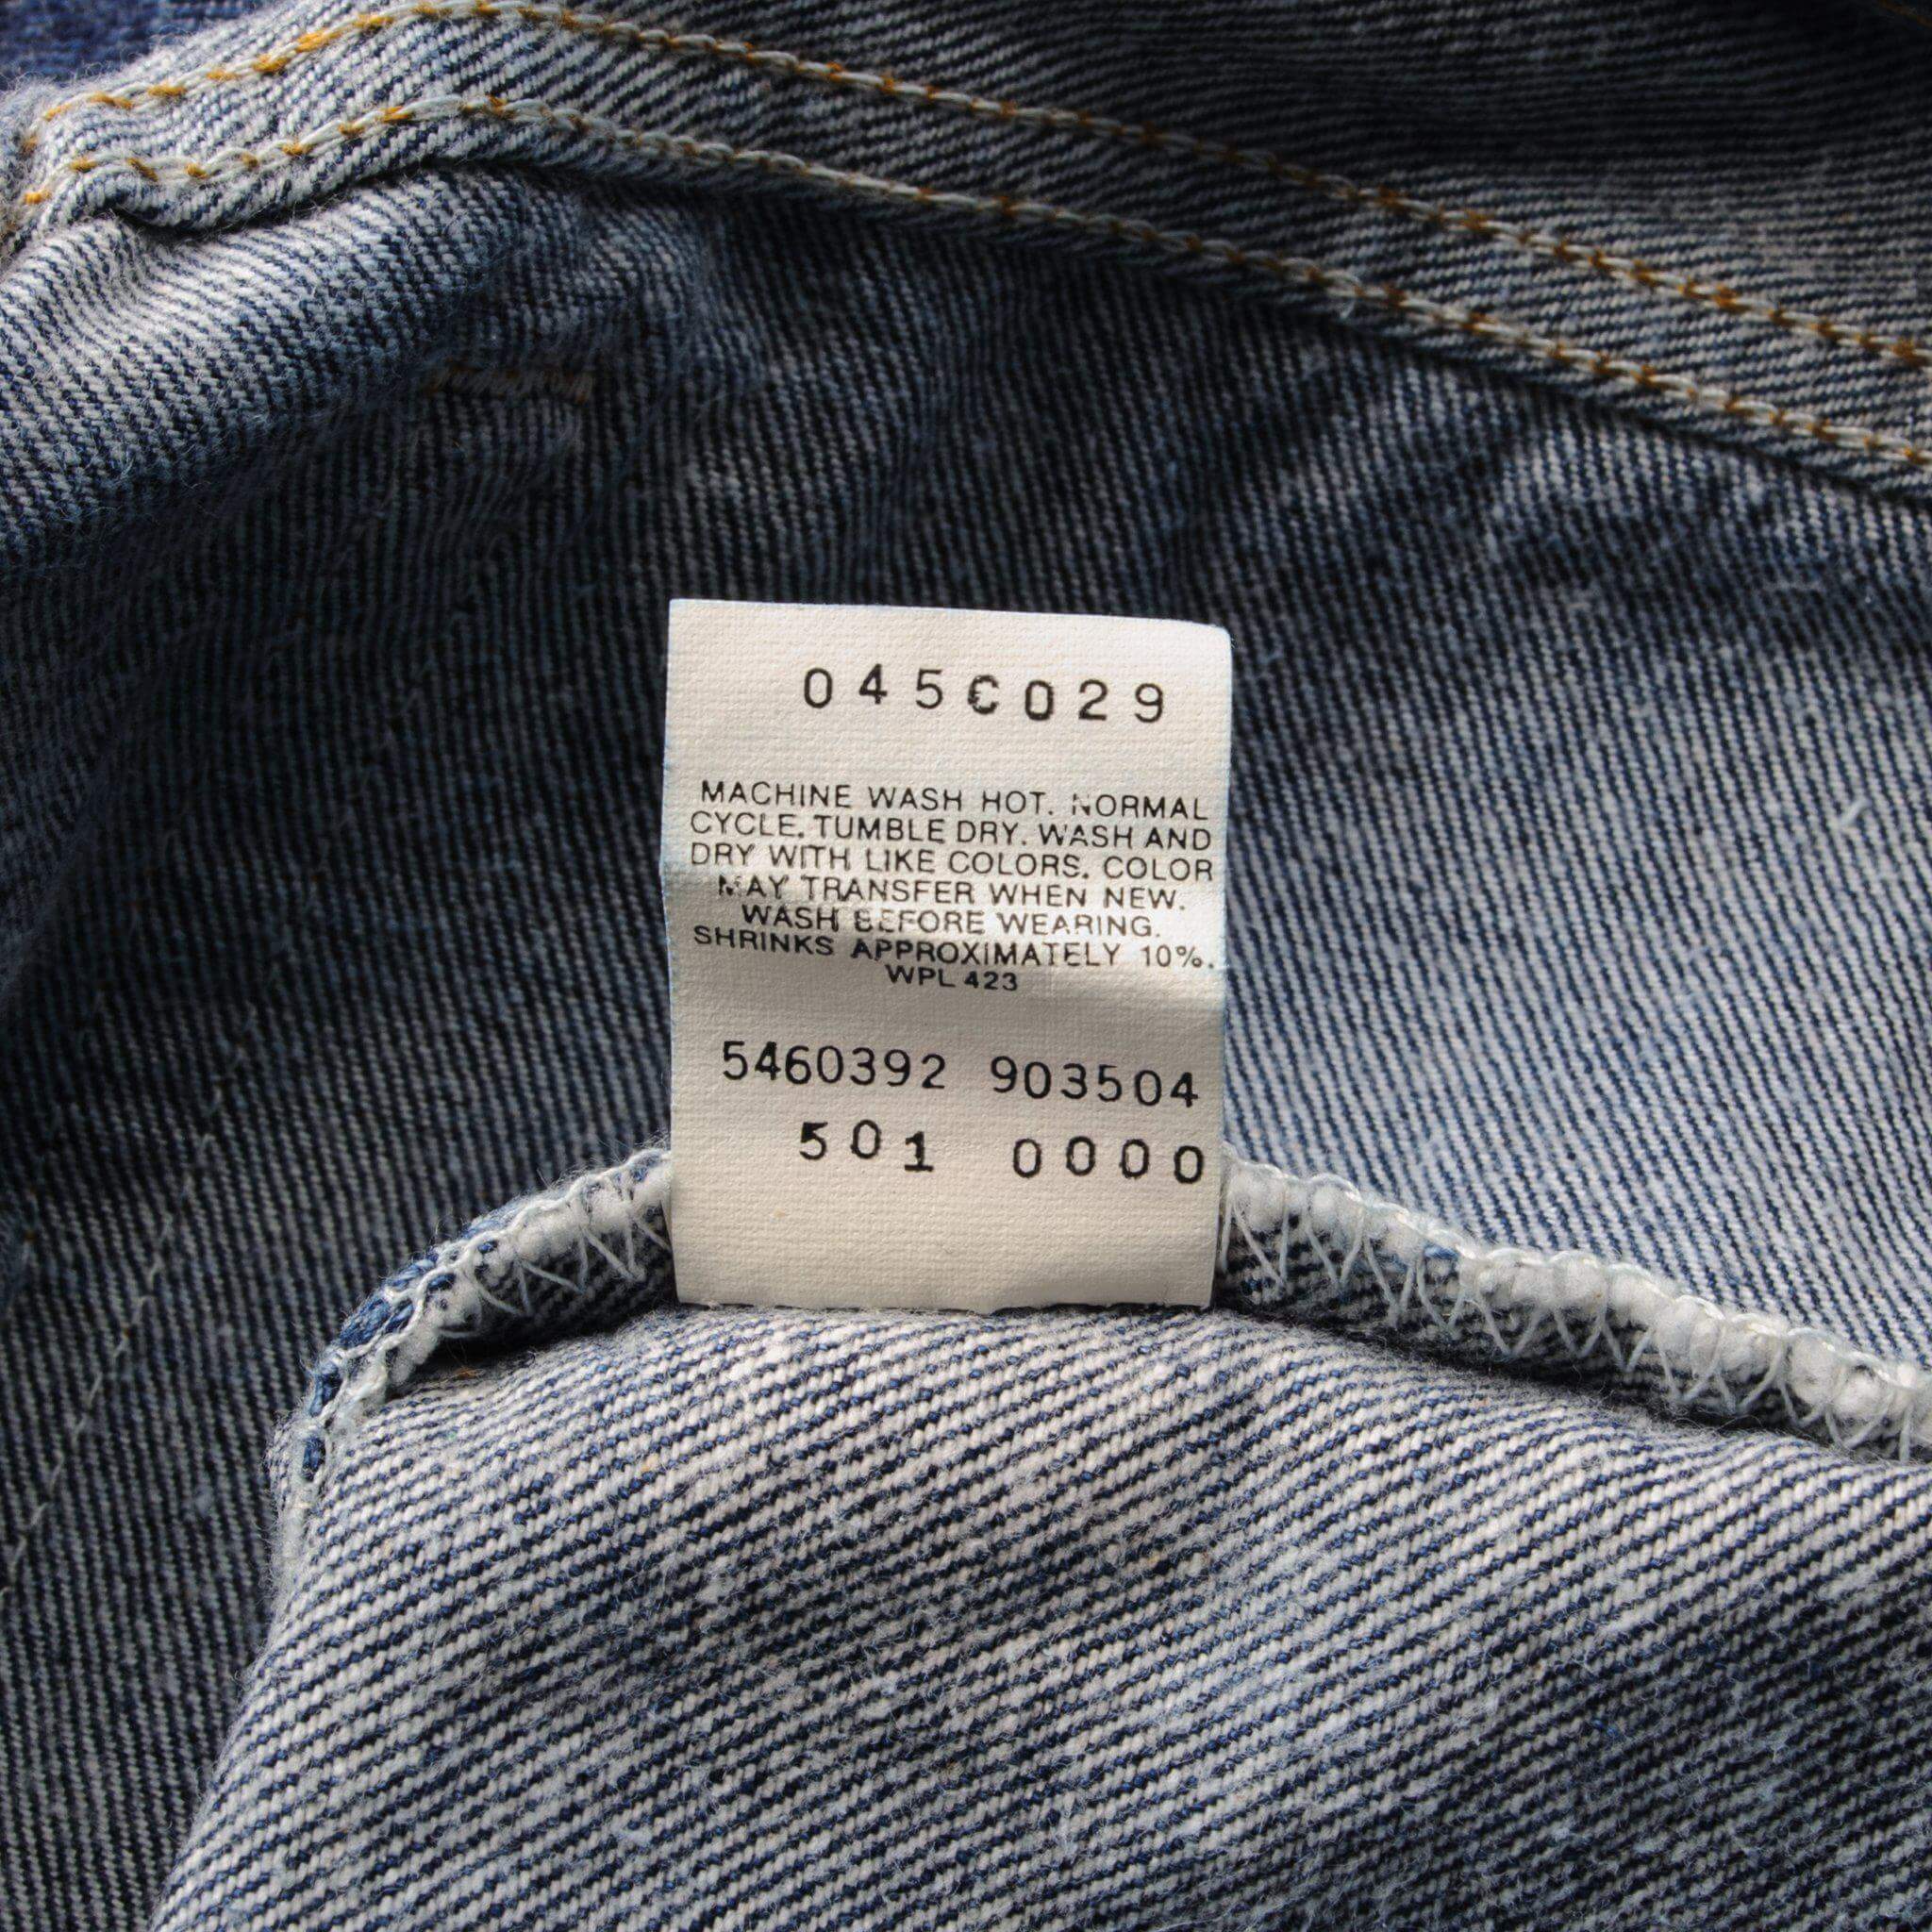 045C029
MACHINE WASH HOT. NORMAL
CYCLE. TUMBLE DRY. WASH AND
DRY WITH LIKE COLORS. COLOR
MAY TRANSFER WHEN NEW.
WASH BEFORE WEARING.
SHRINKS APPROXIMATELY 10%.
WPL 423
5460392 903504
501 0000